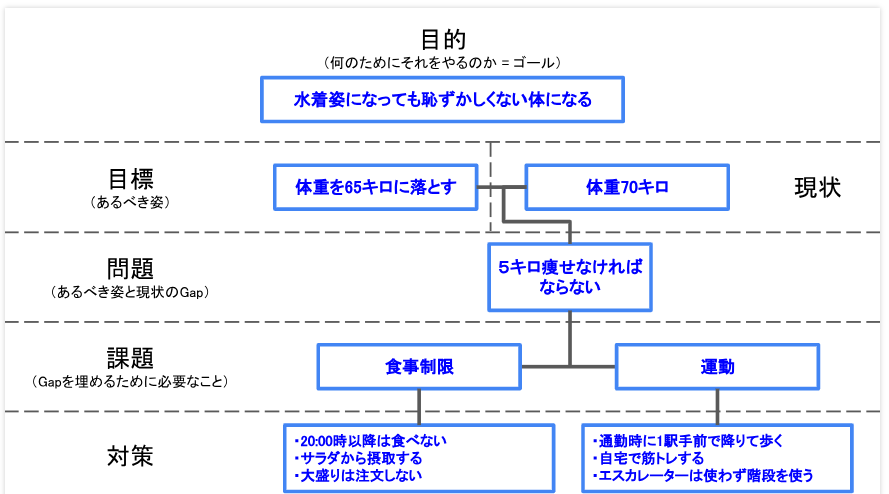 目的
（何のためにそれをやるのか = ゴール）
水着姿になっても恥ずかしくない体になる
目標
（あるべき姿）
体重を65キロに落とす
体重70キロ
現状
問題
（あるべき姿と現状のGap）
５キロ痩せなければ
ならない
課題
（Gapを埋めるために必要なこと）
食事制限
運動
対策
・20:00時以降は食べない
・サラダから摂取する
・大盛りは注文しない
・通勤時に1駅手前で降りて歩く
・自宅で筋トレする
・エスカレーターは使わず階段を使う